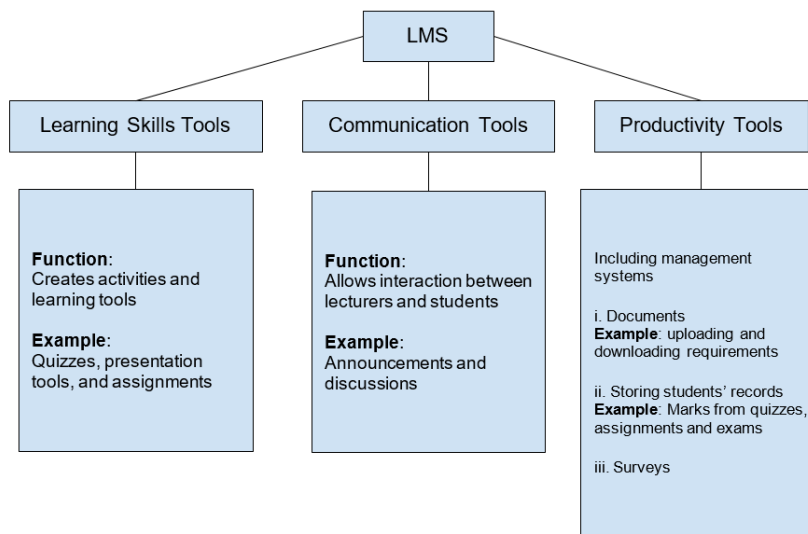 LMS
Learning Skills Tools
Communication Tools
Productivity Tools
Function:
Creates activities and
learning tools
Example:
Quizzes, presentation
tools, and assignments
Function:
Allows interaction between
lecturers and students
Example:
Announcements and
discussions
Including management
systems
i. Documents
Example: uploading and
downloading requirements
ii. Storing students’ records
Example: Marks from quizzes,
assignments and exams
iii. Surveys